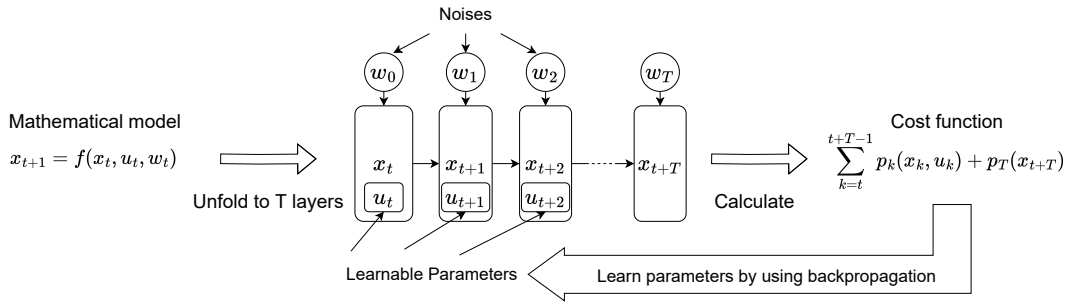 Noises
w_0 w_1 w_2 w_T
Mathematical model
x_{t+1} = f(x_t, u_t, w_t)
Unfold to T layers
x_t x_{t+1} x_{t+2} x_{t+T}
u_t u_{t+1} u_{t+2}
Learnable Parameters
Calculate
Cost function
\sum_{k=t}^{t+T-1} p_k(x_k, u_k) + p_T(x_{t+T})
Learn parameters by using backpropagation